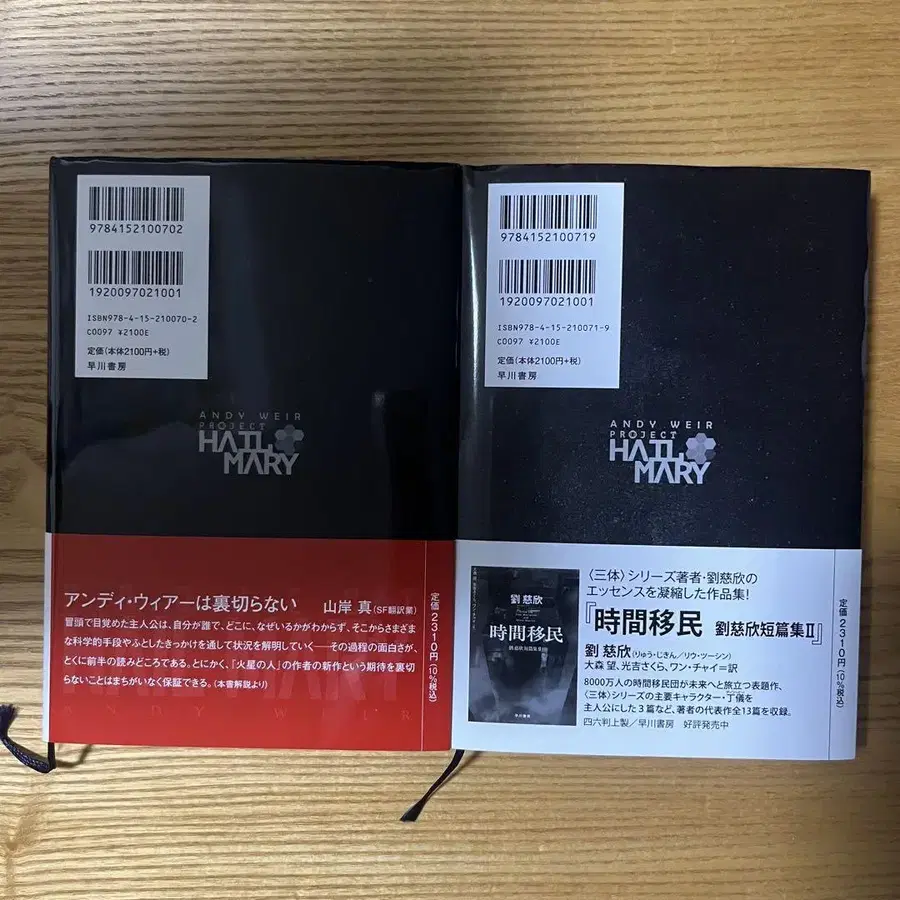 9784152100702
1920097021001
ISBN978-4-15-210070-2
C0097 ¥2100E
定価(本体2100円+税)
早川書房
ANDY WEIR
PROJECT
HAIL
MARY
アンディ・ウィアーは裏切らない 山岸 真(SF翻訳業)
冒頭で目覚めた主人公は、自分が誰で、どこに、なぜいるかがわからず、そこからさまざま
な科学的手段やふとしたきっかけを通して状況を解明していく――その過程の面白さが、
とくに前半の読みどころである。とにかく、『火星の人』の作者の新作という期待を裏切
らないことはまちがいなく保証できる。(本書解説より)
ANDY WEIR
定価2310円(10%税込)
9784152100719
1920097021001
ISBN978-4-15-210071-9
C0097 ¥2100E
定価(本体2100円+税)
早川書房
ANDY WEIR
PROJECT
HAIL
MARY
劉慈欣
時間移民
劉慈欣短篇集Ⅱ
早川書房
〈三体〉シリーズ著者・劉慈欣の
エッセンスを凝縮した作品集!
『時間移民 劉慈欣短篇集Ⅱ』
劉 慈欣(りゅう・じきん/リウ・ツーシン)
大森 望、光吉さくら、ワン・チャイ=訳
8000万人の時間移民団が未来へと旅立つ表題作、
〈三体〉シリーズの主要キャラクター・丁儀を
主人公にした3篇など、著者の代表作全13篇を収録。
四六判上製/早川書房 好評発売中
定価2310円(10%税込)